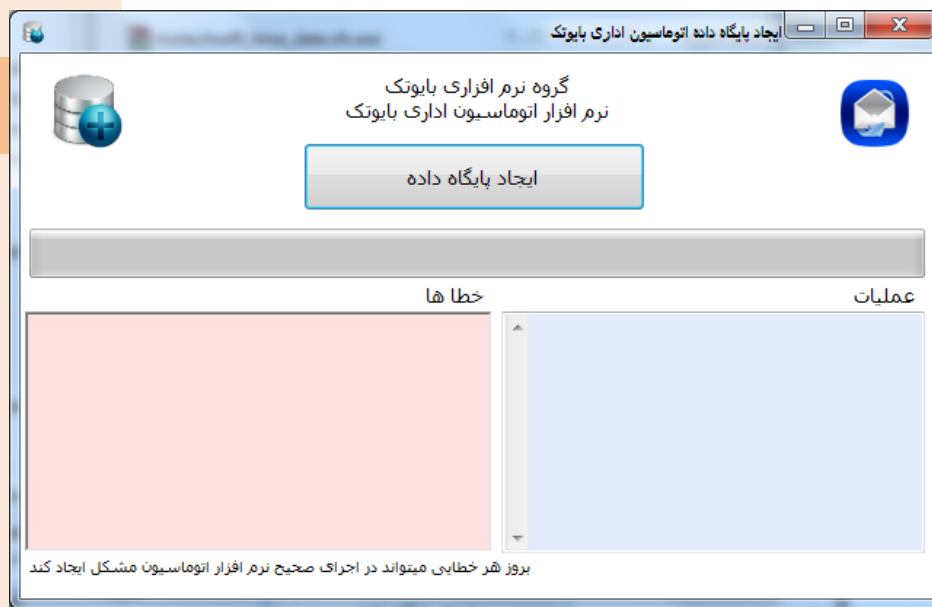 ایجاد پایگاه داده اتوماسیون اداری بایوتک
گروه نرم افزاری بایوتک
نرم افزار اتوماسیون اداری بایوتک
ایجاد پایگاه داده
عملیات
خطا ها
بروز هر خطایی میتواند در اجرای صحیح نرم افزار اتوماسیون مشکل ایجاد کند